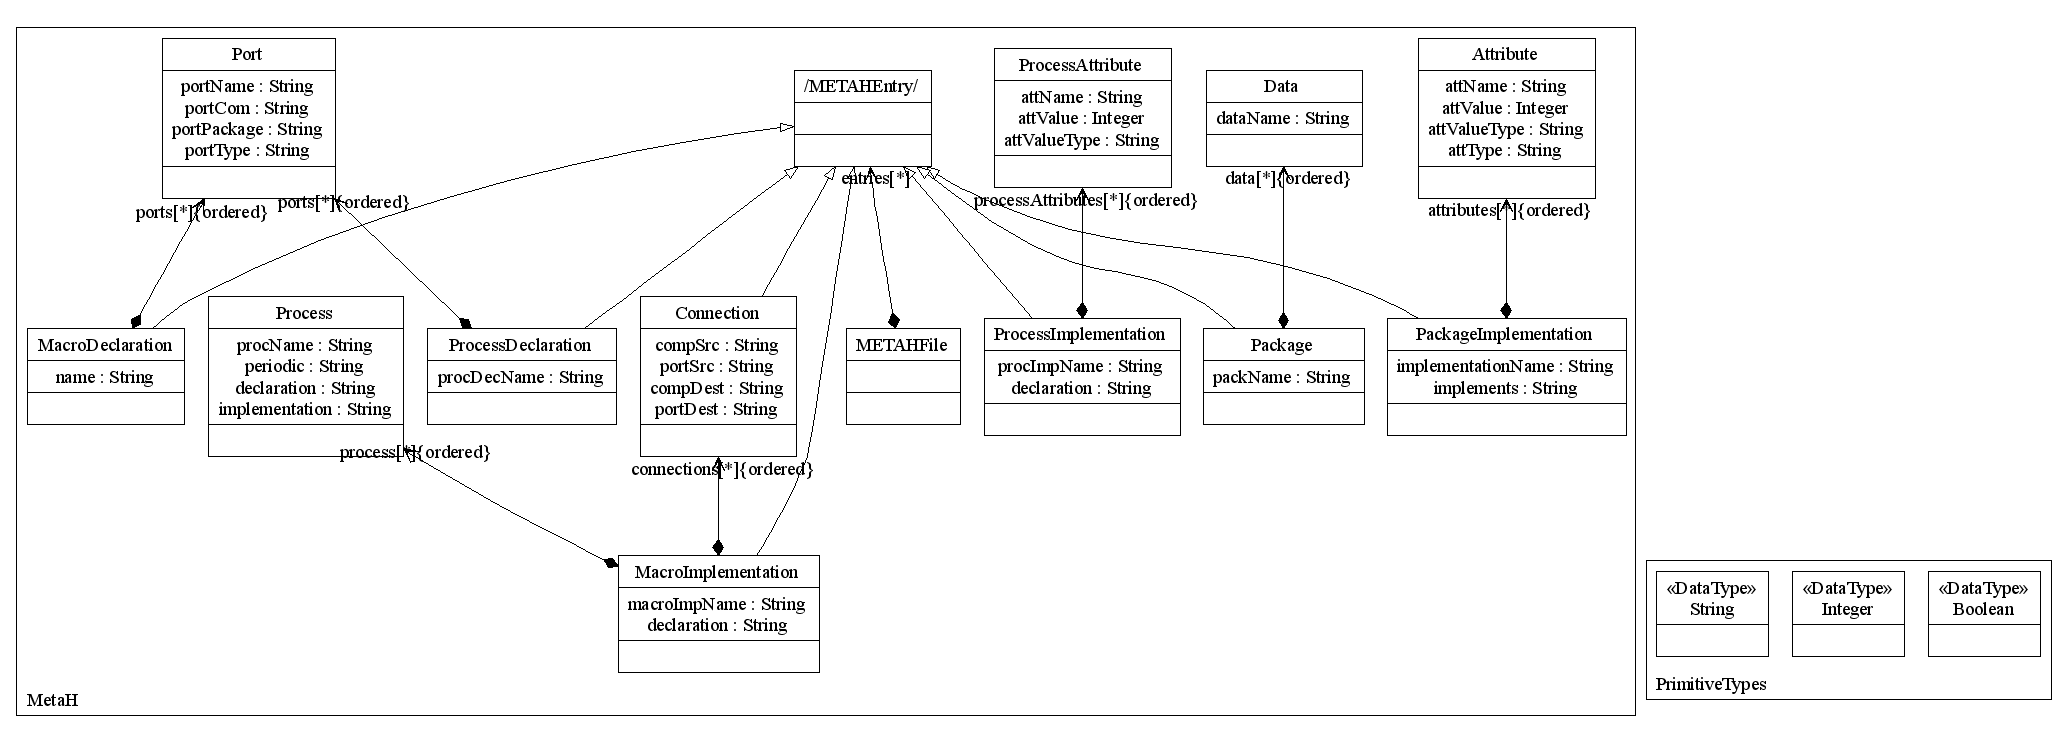 Port
portName : String
portCom : String
portPackage : String
portType : String
/METAHEntry/
ProcessAttribute
attName : String
attValue : Integer
attValueType : String
Data
dataName : String
Attribute
attName : String
attValue : Integer
attValueType : String
attType : String
ports[*]{ordered}
ports[*]{ordered}
entries[*]
processAttributes[*]{ordered}
data[*]{ordered}
attributes[*]{ordered}
MacroDeclaration
name : String
Process
procName : String
periodic : String
declaration : String
implementation : String
ProcessDeclaration
procDecName : String
Connection
compSrc : String
portSrc : String
compDest : String
portDest : String
METAHFile
ProcessImplementation
procImpName : String
declaration : String
Package
packName : String
PackageImplementation
implementationName : String
implements : String
process[*]{ordered}
connections[*]{ordered}
MacroImplementation
macroImpName : String
declaration : String
MetaH
«DataType»
String
«DataType»
Integer
«DataType»
Boolean
PrimitiveTypes